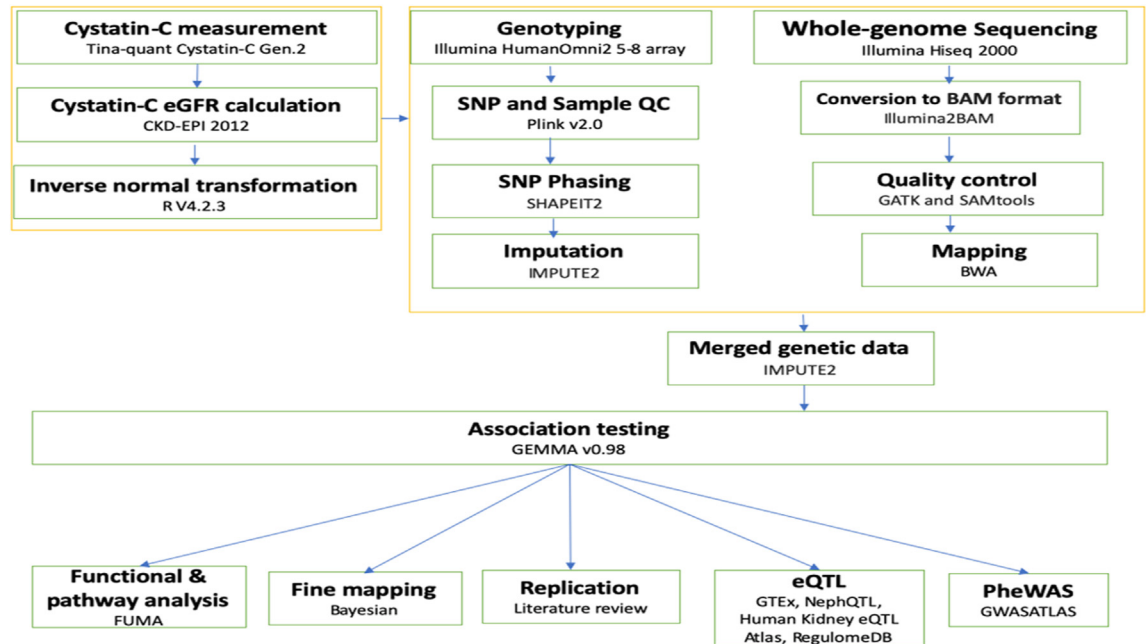 Cystatin-C measurement
Tina-quant Cystatin-C Gen.2
Cystatin-C eGFR calculation
CKD-EPI 2012
Inverse normal transformation
R V4.2.3
Genotyping
Illumina HumanOmni2 5-8 array
SNP and Sample QC
Plink v2.0
SNP Phasing
SHAPEIT2
Imputation
IMPUTE2
Whole-genome Sequencing
Illumina Hiseq 2000
Conversion to BAM format
Illumina2BAM
Quality control
GATK and SAMtools
Mapping
BWA
Merged genetic data
IMPUTE2
Association testing
GEMMA v0.98
Functional &
pathway analysis
FUMA
Fine mapping
Bayesian
Replication
Literature review
eQTL
GTEx, NephQTL,
Human Kidney eQTL
Atlas, RegulomeDB
PheWAS
GWASATLAS